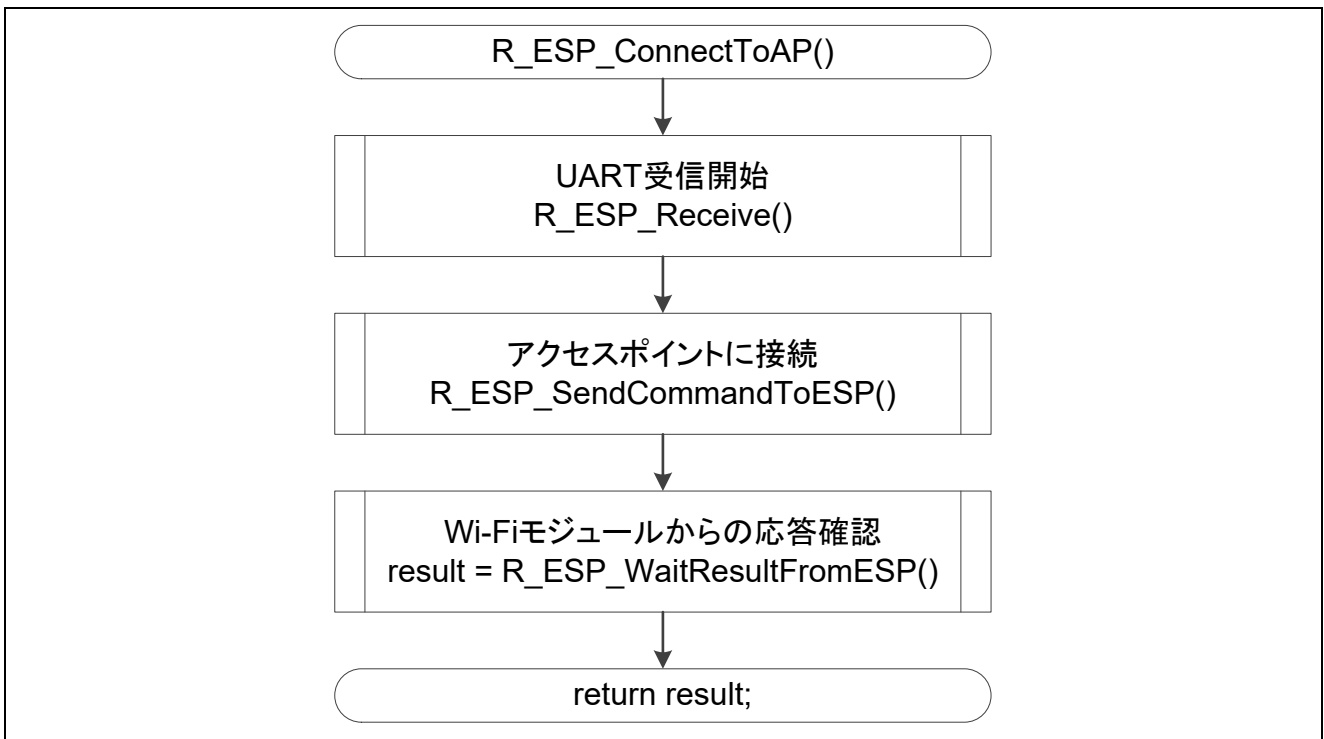 R_ESP_ConnectToAP()
UART受信開始
R_ESP_Receive()
アクセスポイントに接続
R_ESP_SendCommandToESP()
Wi-Fiモジュールからの応答確認
result = R_ESP_WaitResultFromESP()
return result;